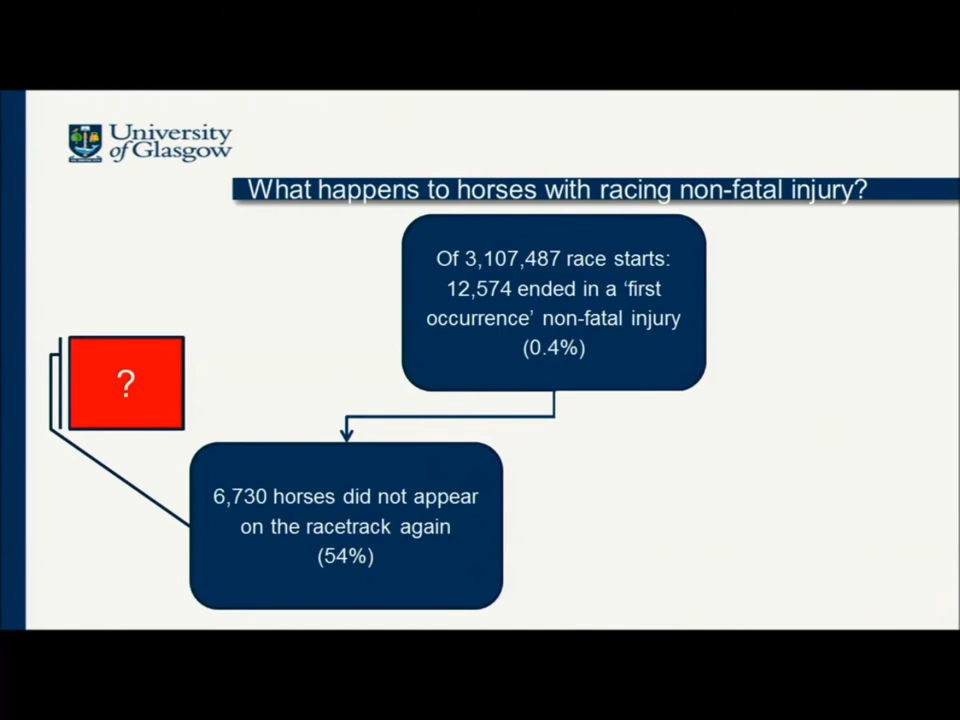 University
of Glasgow
What happens to horses with racing non-fatal injury?
Of 3,107,487 race starts:
12,574 ended in a ‘first
occurrence’ non-fatal injury
(0.4%)
?
6,730 horses did not appear
on the racetrack again
(54%)